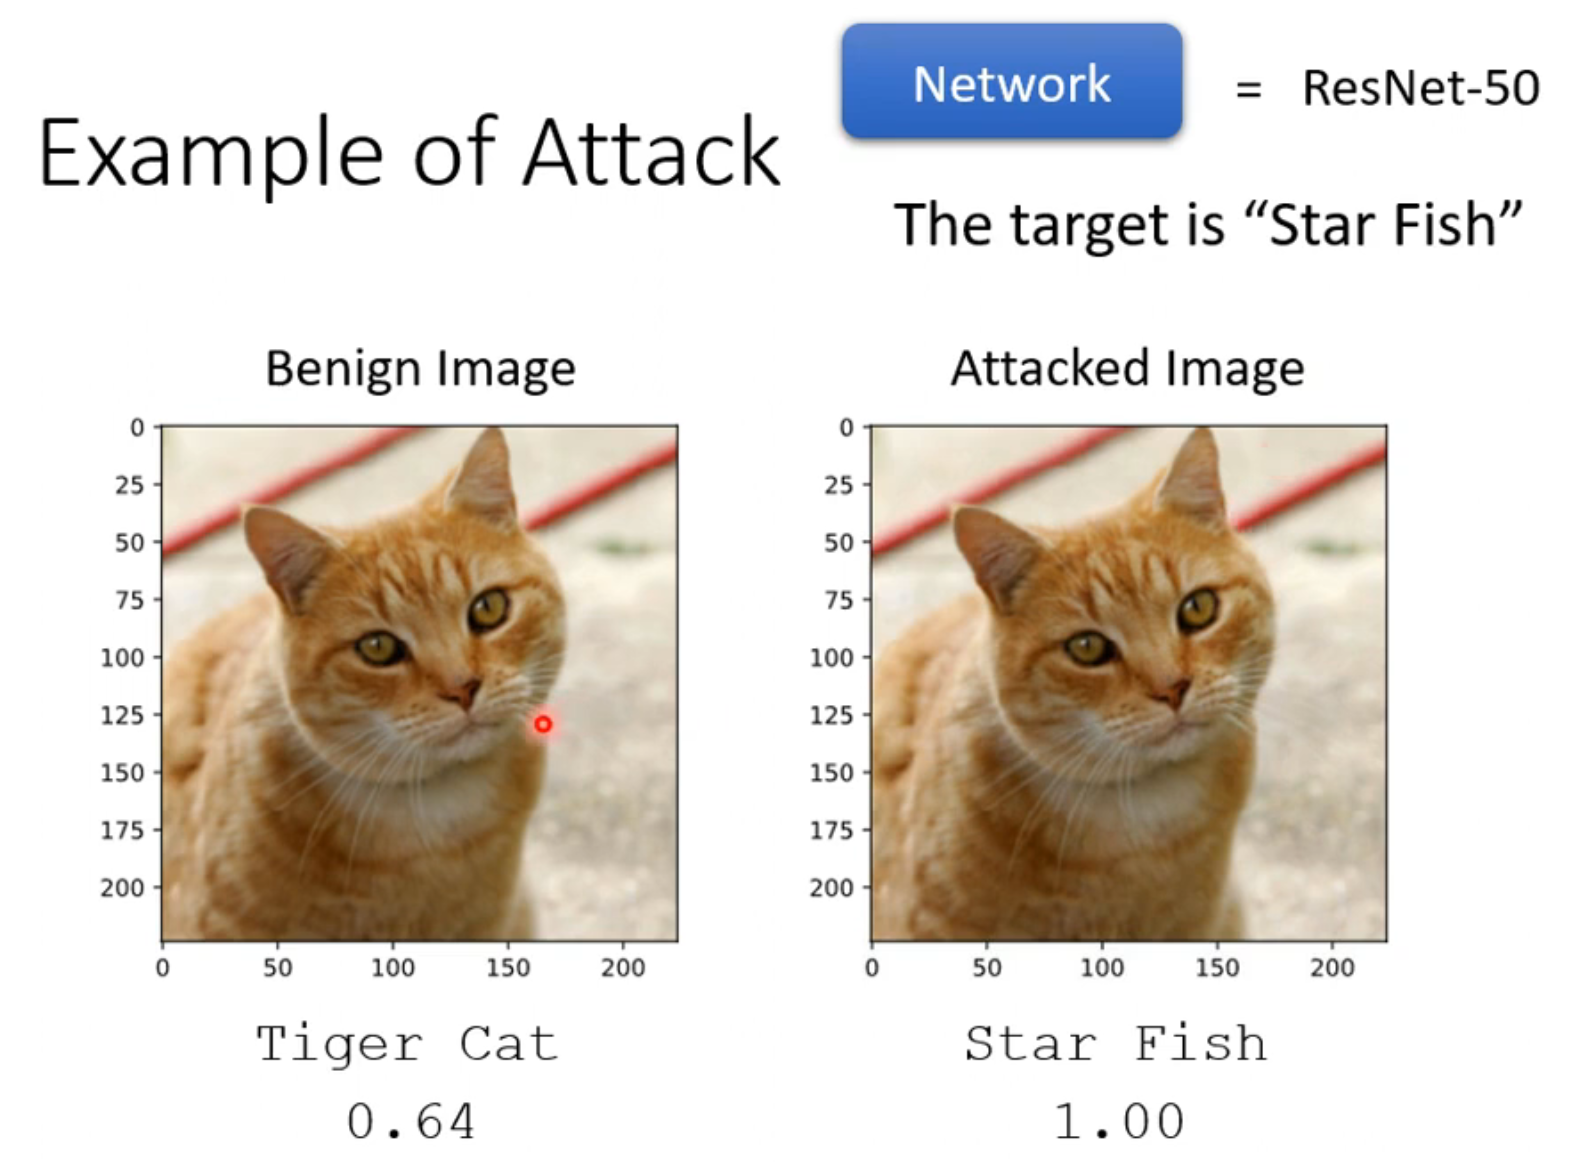 Example of Attack
Network = ResNet-50
The target is “Star Fish”
Benign Image
0
25
50
75
100
125
150
175
200
0 50 100 150 200
Tiger Cat
0.64
Attacked Image
0
25
50
75
100
125
150
175
200
0 50 100 150 200
Star Fish
1.00